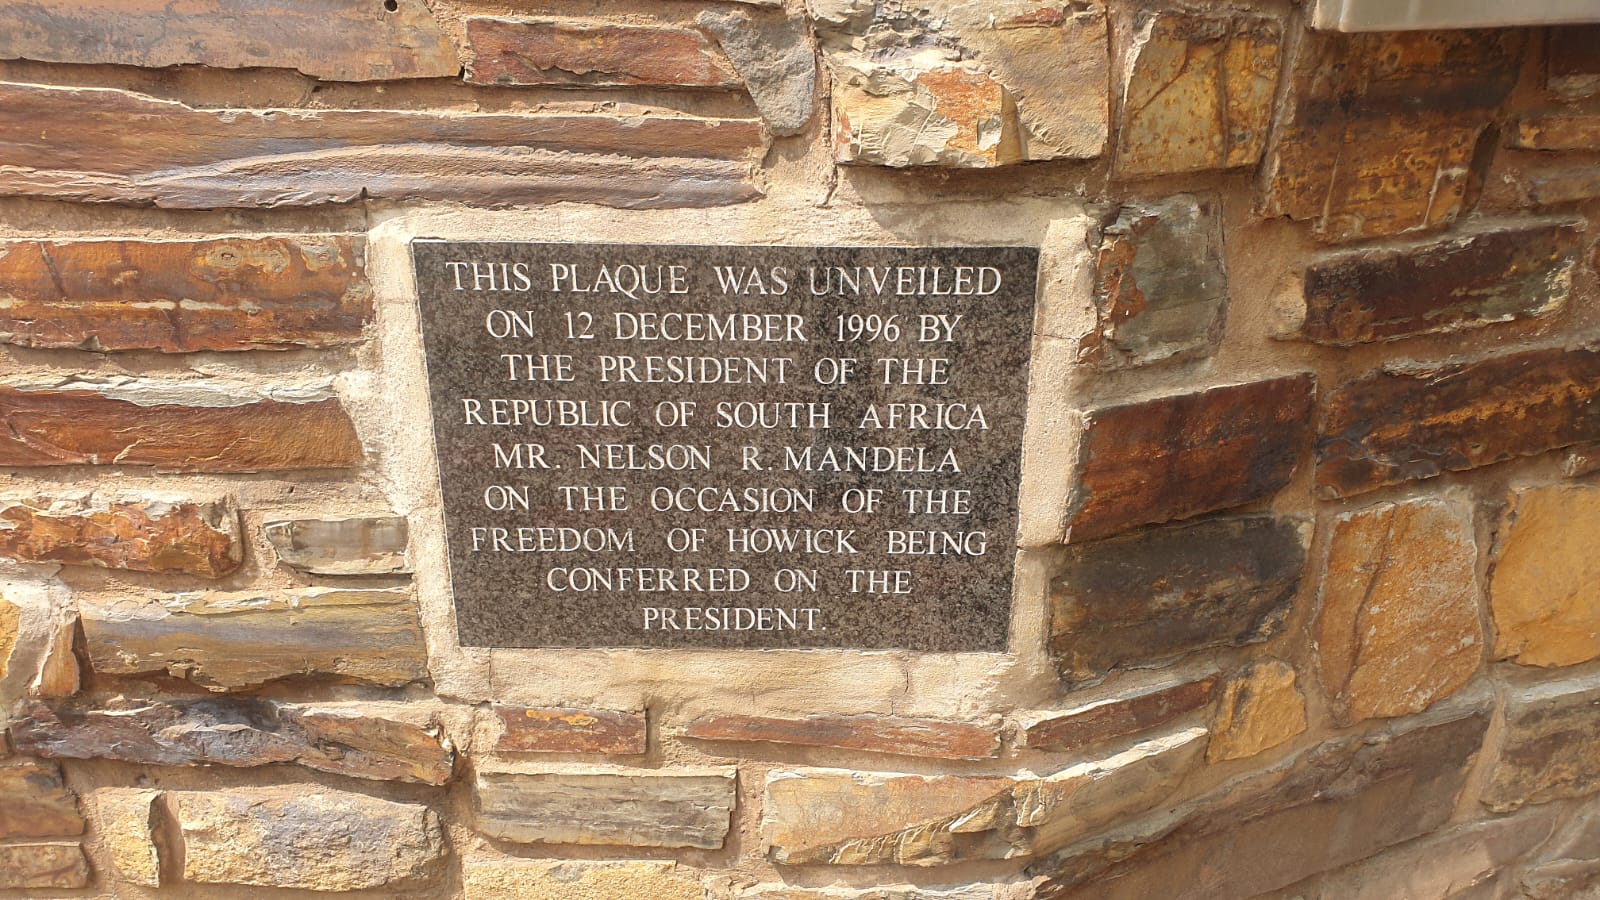 THIS PLAQUE WAS UNVEILED
ON 12 DECEMBER 1996 BY
THE PRESIDENT OF THE
REPUBLIC OF SOUTH AFRICA
MR. NELSON R. MANDELA
ON THE OCCASION OF THE
FREEDOM OF HOWICK BEING
CONFERRED ON THE
PRESIDENT.